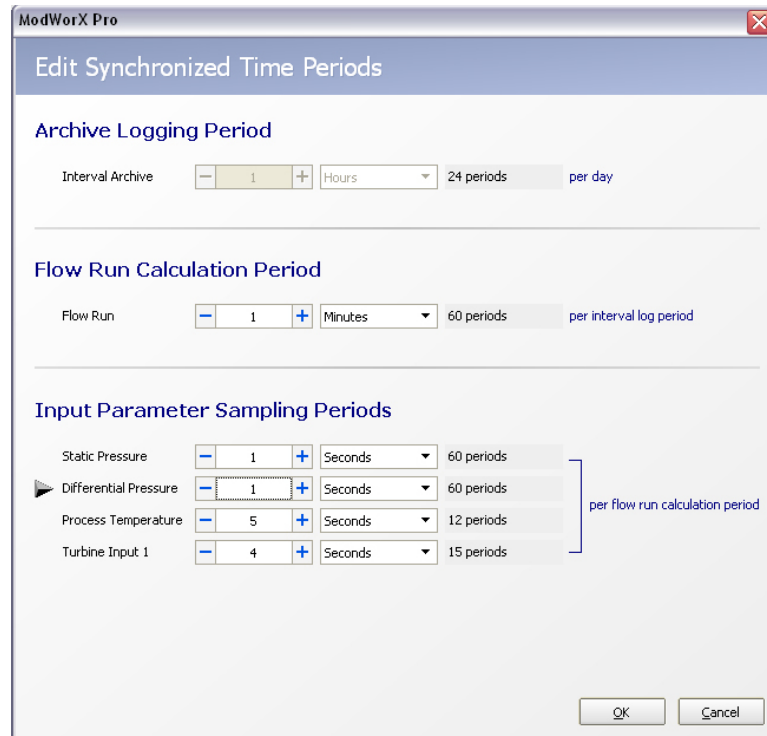 ModWorX Pro
Edit Synchronized Time Periods
Archive Logging Period
Interval Archive − 1 + Hours 24 periods per day
Flow Run Calculation Period
Flow Run − 1 + Minutes 60 periods per interval log period
Input Parameter Sampling Periods
Static Pressure − 1 + Seconds 60 periods
Differential Pressure − 1 + Seconds 60 periods
per flow run calculation period
Process Temperature − 5 + Seconds 12 periods
Turbine Input 1 − 4 + Seconds 15 periods
OK Cancel